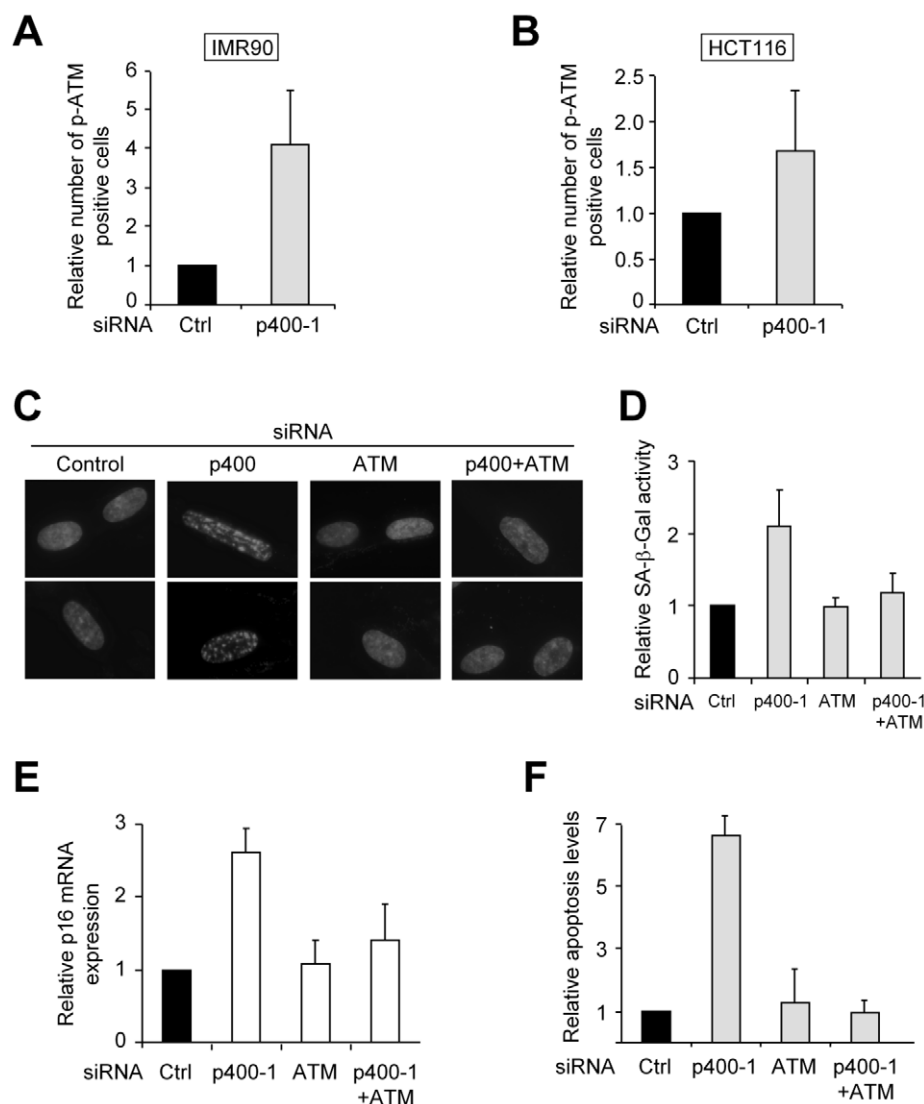 A
IMR90
Relative number of p-ATM
positive cells
6
5
4
3
2
1
0
siRNA Ctrl p400-1
B
HCT116
Relative number of p-ATM
positive cells
2.5
2.0
1.5
1.0
0.5
0
siRNA Ctrl p400-1
C
siRNA
Control p400 ATM p400+ATM
D
Relative SA-β-Gal activity
3
2
1
0
siRNA Ctrl p400-1 ATM p400-1
+ATM
E
Relative p16 mRNA
expression
3
2
1
0
siRNA Ctrl p400-1 ATM p400-1
+ATM
F
Relative apoptosis levels
7
5
3
1
siRNA Ctrl p400-1 ATM p400-1
+ATM